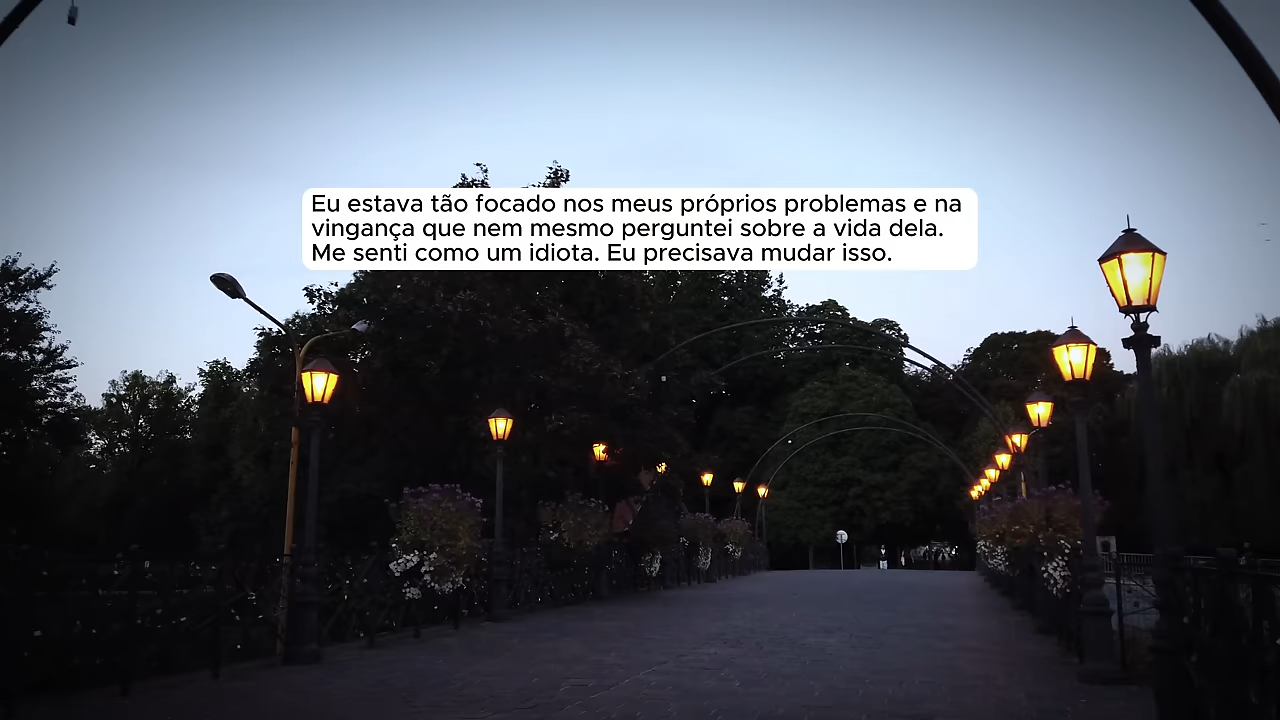 Eu estava tão focado nos meus próprios problemas e na
vingança que nem mesmo perguntei sobre a vida dela.
Me senti como um idiota. Eu precisava mudar isso.